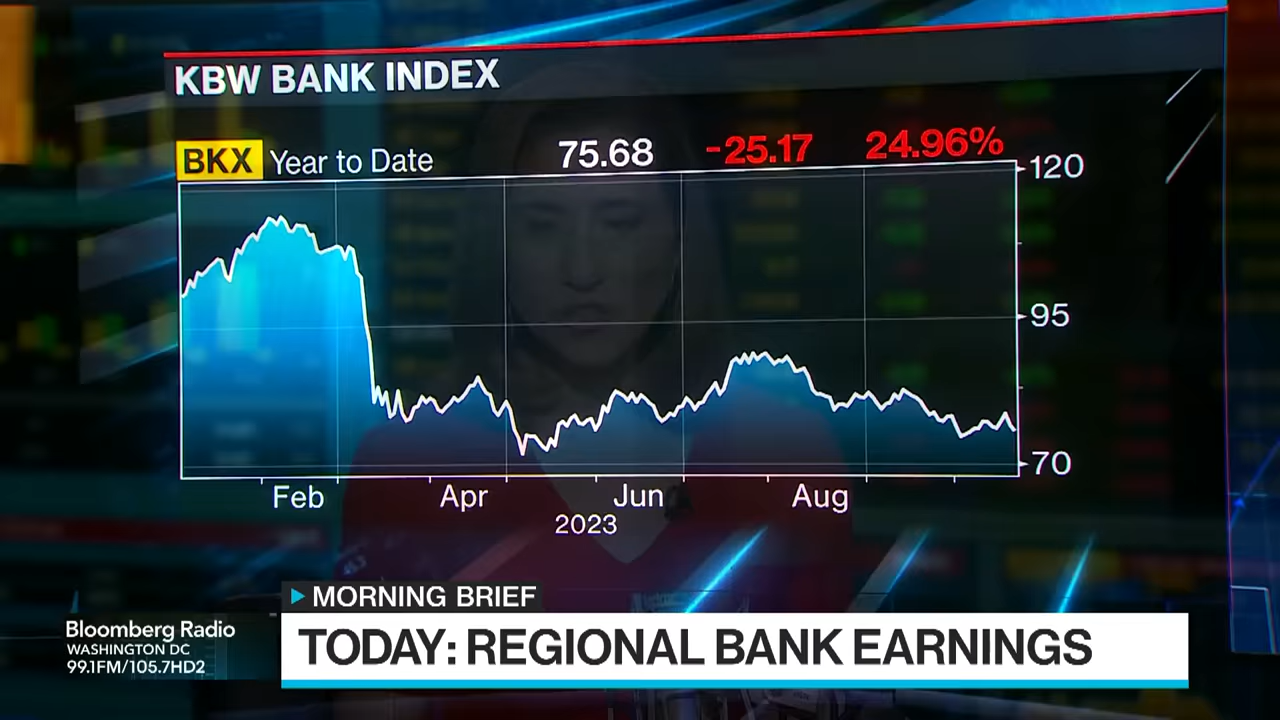 KBW BANK INDEX
BKX Year to Date 75.68 -25.17 24.96%
120
95
70
Feb Apr Jun Aug
2023
MORNING BRIEF
TODAY: REGIONAL BANK EARNINGS
Bloomberg Radio
WASHINGTON DC
99.1FM/105.7HD2